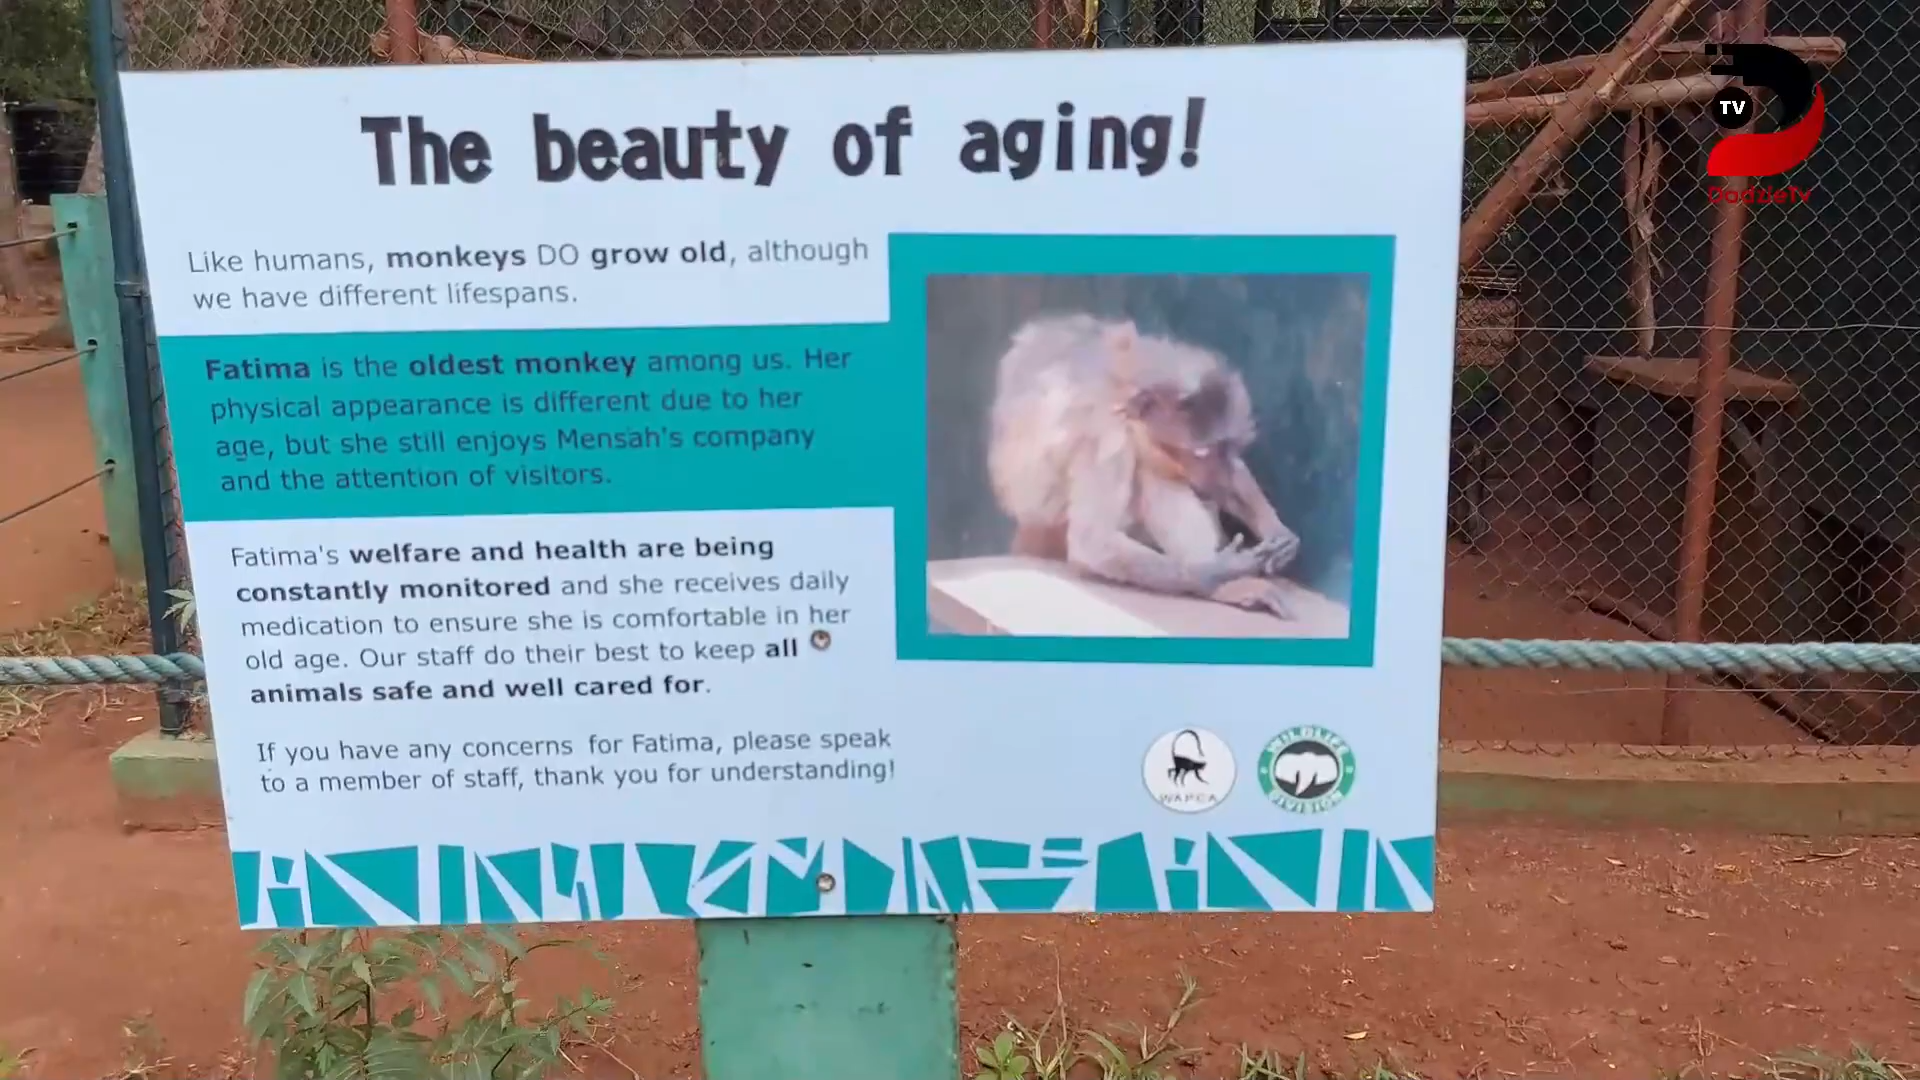 The beauty of aging!
Like humans, monkeys DO grow old, although
we have different lifespans.
Fatima is the oldest monkey among us. Her
physical appearance is different due to her
age, but she still enjoys Mensah's company
and the attention of visitors.
Fatima's welfare and health are being
constantly monitored and she receives daily
medication to ensure she is comfortable in her
old age. Our staff do their best to keep all
animals safe and well cared for.
If you have any concerns for Fatima, please speak
to a member of staff, thank you for understanding!
WAPCA
WILDLIFE
DIVISION
TV
DadzieTV